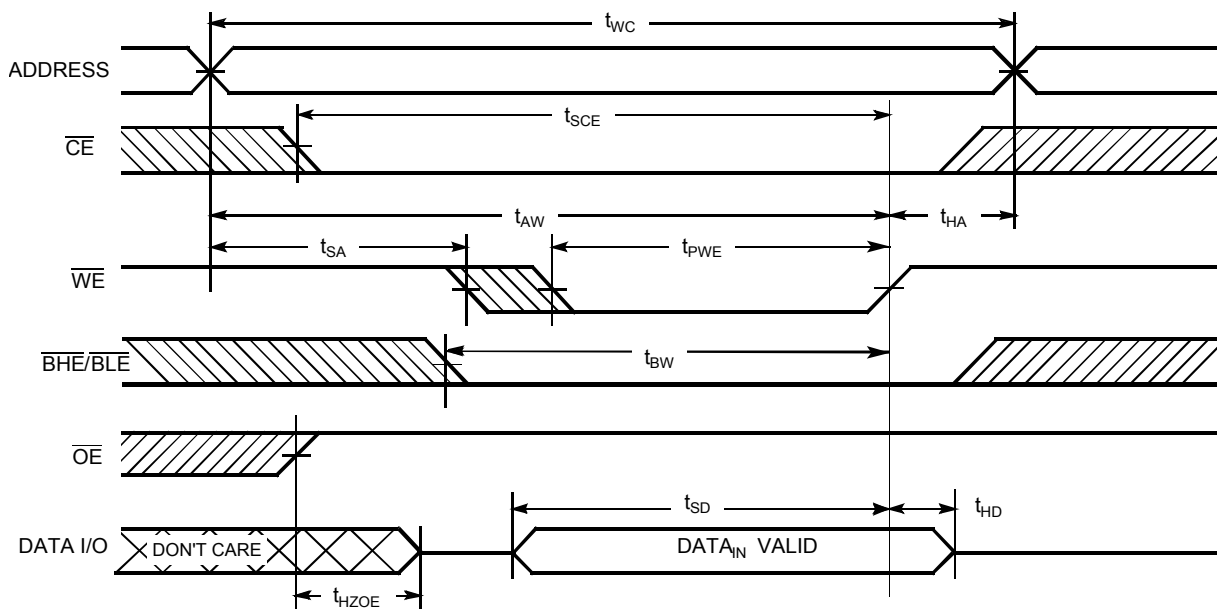 tWC
ADDRESS
tSCE
CE
tAW
tHA
tSA
tPWE
WE
BHE/BLE
tBW
OE
tSD
tHD
DATA I/O
DON'T CARE
DATAIN VALID
tHZOE